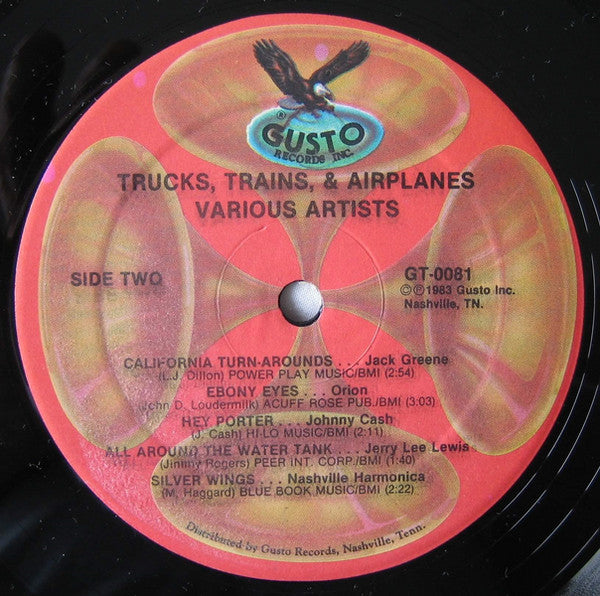 ®
GUSTO
RECORDS INC.
TRUCKS, TRAINS, & AIRPLANES
VARIOUS ARTISTS
SIDE TWO
GT-0081
©℗1983 Gusto Inc.
Nashville, TN.
CALIFORNIA TURN-AROUNDS . . . Jack Greene
(L.J. Dillon) POWER PLAY MUSIC/BMI (2:54)
EBONY EYES . . . Orion
(John D. Loudermilk) ACUFF ROSE PUB./BMI (3:03)
HEY PORTER . . . Johnny Cash
(J. Cash) HI-LO MUSIC/BMI (2:11)
ALL AROUND THE WATER TANK . . . Jerry Lee Lewis
(Jimmy Rogers) PEER INT. CORP./BMI (1:40)
SILVER WINGS . . . Nashville Harmonica
(M. Haggard) BLUE BOOK MUSIC/BMI (2:22)
Distributed by Gusto Records, Nashville, Tenn.